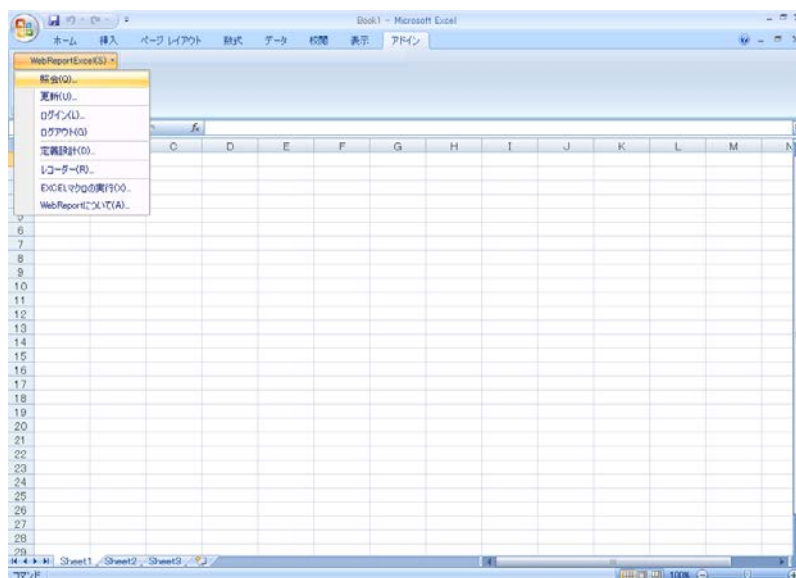 Book1 - Microsoft Excel
ホーム 挿入 ページ レイアウト 数式 データ 校閲 表示 アドイン
WebReportExcel(S)
照会(Q)...
更新(U)...
ログイン(L)...
ログアウト(G)
定義設計(D)...
レコーダー(R)...
EXCELマクロの実行(X)...
WebReportについて(A)...
fx
C D E F G H I J K L M N
5
6
7
8
9
10
11
12
13
14
15
16
17
18
19
20
21
22
23
24
25
26
27
28
29
Sheet1 Sheet2 Sheet3
コマンド 100%